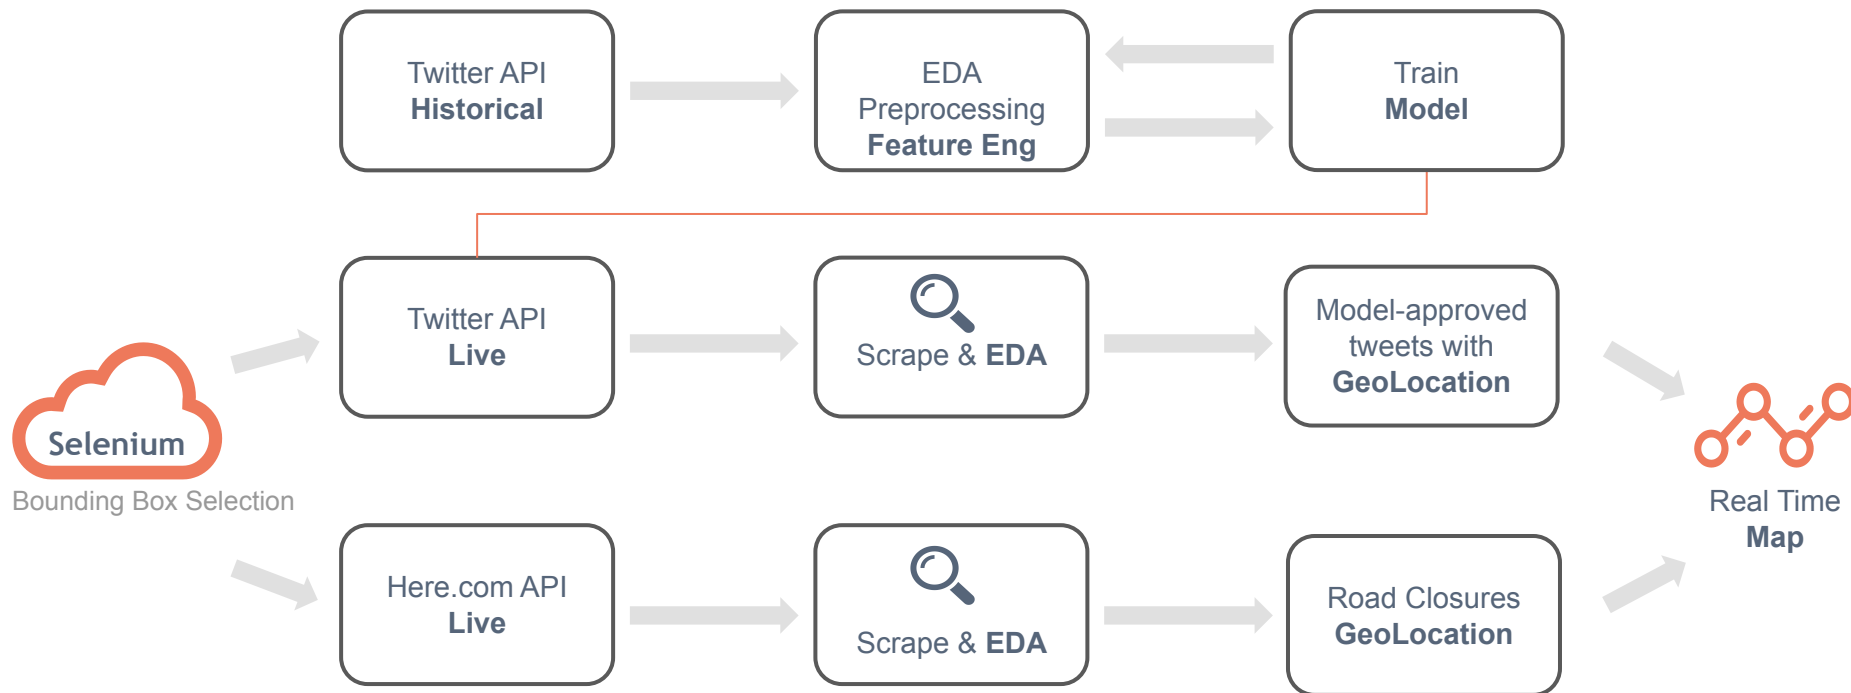 Twitter API
Historical
EDA
Preprocessing
Feature Eng
Train
Model
Selenium
Bounding Box Selection
Twitter API
Live
Scrape & EDA
Model-approved
tweets with
GeoLocation
Here.com API
Live
Scrape & EDA
Road Closures
GeoLocation
Real Time
Map